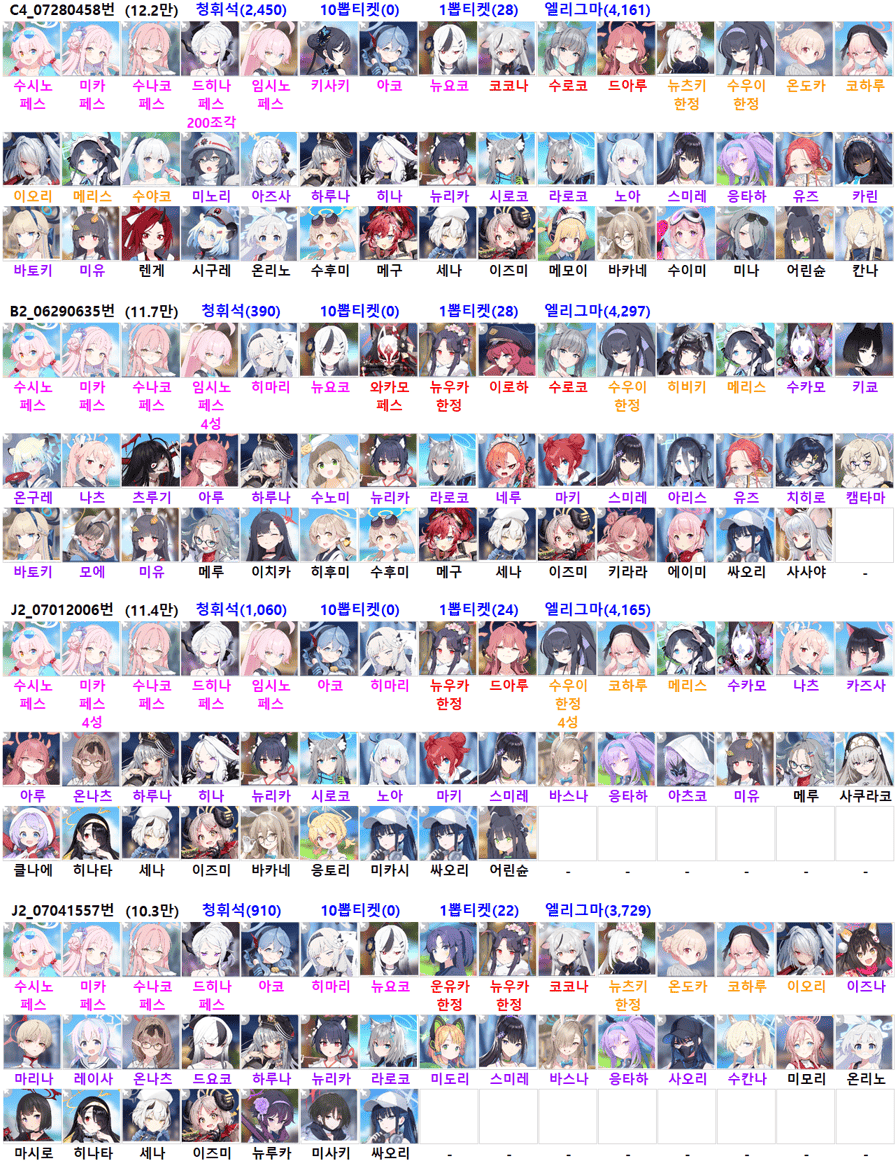 C4_07280458번 (12.2만) 청휘석(2,450) 10뽑티켓(0) 1뽑티켓(28) 엘리그마(4,161)
수시노 미카 수나코 드히나 임시노 키사키 아코 뉴요코 코코나 수로코 드아루 뉴츠키 수우이 온도카 코하루
페스 페스 페스 페스 페스 한정 한정
200조각
이오리 메리스 수야코 미노리 아즈사 하루나 히나 뉴리카 시로코 라로코 노아 스미레 응타하 유즈 카린
바토키 미유 렌게 시구레 온리노 수후미 메구 세나 이즈미 메모이 바카네 수이미 미나 어린슌 칸나
B2_06290635번 (11.7만) 청휘석(390) 10뽑티켓(0) 1뽑티켓(28) 엘리그마(4,297)
수시노 미카 수나코 임시노 히마리 뉴요코 와카모 뉴우카 이로하 수로코 수우이 히비키 메리스 수카모 키쿄
페스 페스 페스 페스 페스 한정 한정
4성
온구레 나츠 츠루기 아루 하루나 수노미 뉴리카 라로코 네루 마키 스미레 아리스 유즈 치히로 캠타마
바토키 모에 미유 메루 이치카 히후미 수후미 메구 세나 이즈미 키라라 에이미 싸오리 사사야 -
J2_07012006번 (11.4만) 청휘석(1,060) 10뽑티켓(0) 1뽑티켓(24) 엘리그마(4,165)
수시노 미카 수나코 드히나 임시노 아코 히마리 뉴우카 드아루 수우이 코하루 메리스 수카모 나츠 카즈사
페스 페스 페스 페스 페스 한정 한정
4성 4성
아루 온나츠 하루나 히나 뉴리카 시로코 노아 마키 스미레 바스나 응타하 아츠코 미유 메루 사쿠라코
클나에 히나타 세나 이즈미 바카네 응토리 미카시 싸오리 어린슌 - - - - - -
J2_07041557번 (10.3만) 청휘석(910) 10뽑티켓(0) 1뽑티켓(22) 엘리그마(3,729)
수시노 미카 수나코 드히나 아코 히마리 뉴요코 운유카 뉴우카 코코나 뉴츠키 온도카 코하루 이오리 이즈나
페스 페스 페스 페스 한정 한정 한정
마리나 레이사 온나츠 드요코 하루나 뉴리카 라로코 미도리 스미레 바스나 응타하 사오리 수칸나 미모리 온리노
마시로 히나타 세나 이즈미 뉴루카 미사키 싸오리 - - - - - - - -